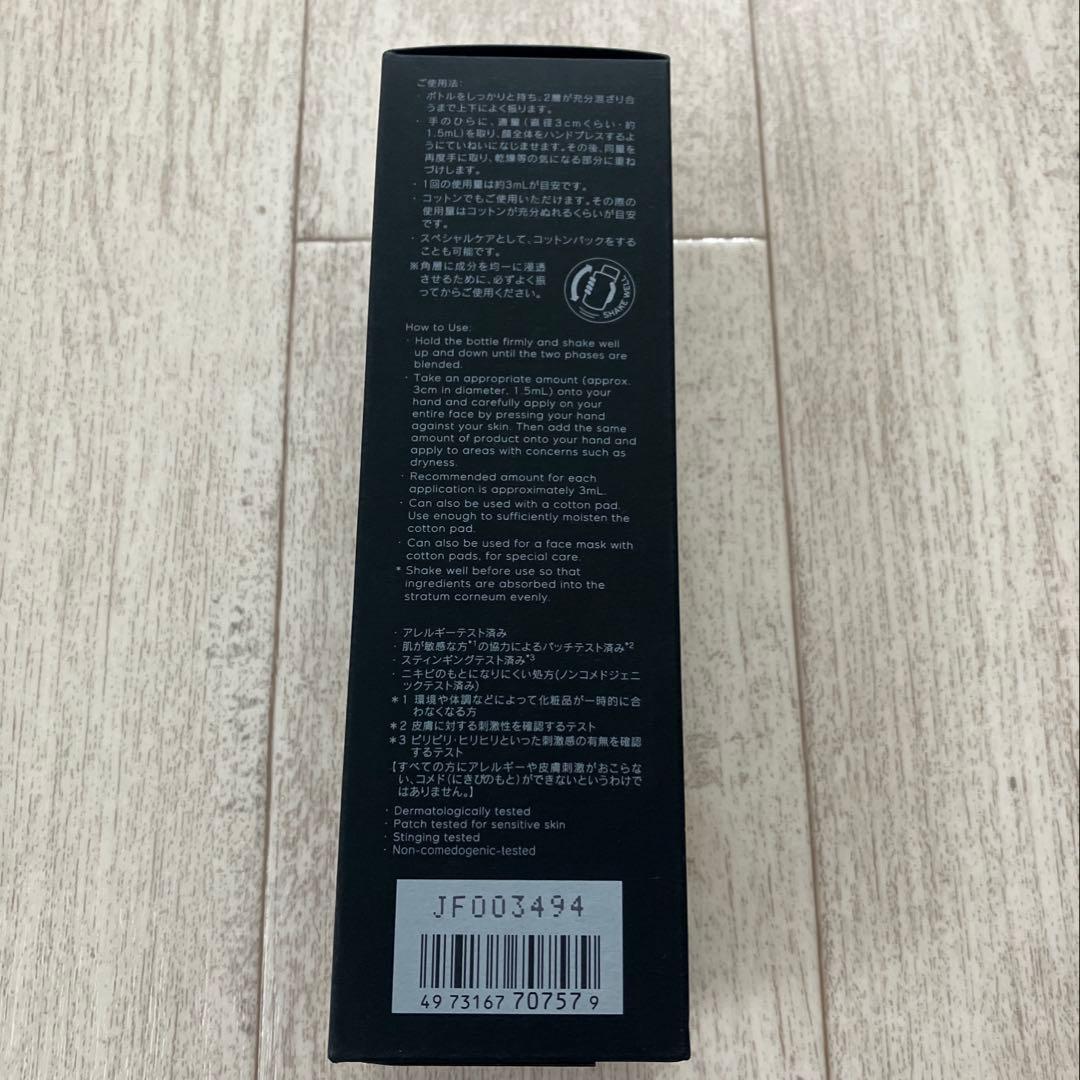 ご使用法:
・ボトルをしっかりと持ち、2層が充分混ざり合
うまで上下によく振ります。
・手のひらに、適量(直径3cmくらい・約
1.5mL)を取り、顔全体をハンドプレスするよ
うにていねいになじませます。その後、同量を
再度手に取り、乾燥等の気になる部分に重ね
づけします。
・1回の使用量は約3mLが目安です。
・コットンでもご使用いただけます。その際の
使用量はコットンが充分ぬれるくらいが目安
です。
・スペシャルケアとして、コットンパックをする
ことも可能です。
※角層に成分を均一に浸透
させるために、必ずよく振
ってからご使用ください。
SHAKE WELL
How to Use:
・Hold the bottle firmly and shake well
up and down until the two phases are
blended.
・Take an appropriate amount (approx.
3cm in diameter, 1.5mL) onto your
hand and carefully apply on your
entire face by pressing your hand
against your skin. Then add the same
amount of product onto your hand and
apply to areas with concerns such as
dryness.
・Recommended amount for each
application is approximately 3mL.
・Can also be used with a cotton pad.
Use enough to sufficiently moisten the
cotton pad.
・Can also be used for a face mask with
cotton pads, for special care.
* Shake well before use so that
ingredients are absorbed into the
stratum corneum evenly.
・アレルギーテスト済み
・肌が敏感な方*1の協力によるパッチテスト済み*2
・スティンギングテスト済み*3
・ニキビのもとになりにくい処方(ノンコメドジェニ
ックテスト済み)
*1 環境や体調などによって化粧品が一時的に合
わなくなる方
*2 皮膚に対する刺激性を確認するテスト
*3 ピリピリ・ヒリヒリといった刺激感の有無を確認
するテスト
【すべての方にアレルギーや皮膚刺激がおこらな
い、コメド(にきびのもと)ができないというわけで
はありません。】
・Dermatologically tested
・Patch tested for sensitive skin
・Stinging tested
・Non-comedogenic-tested
JF003494
49 73167 70757 9